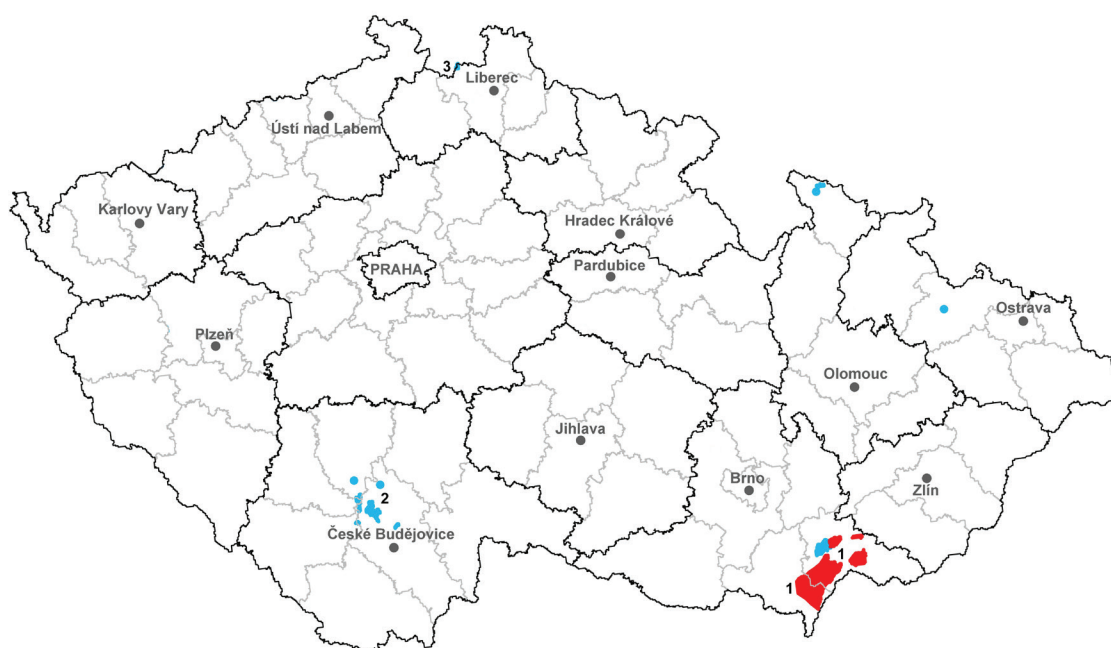 3
Liberec
Ústí nad Labem
Karlovy Vary
Hradec Králové
PRAHA
Pardubice
Ostrava
Plzeň
Olomouc
Jihlava
Brno
Zlín
2
České Budějovice
1
1